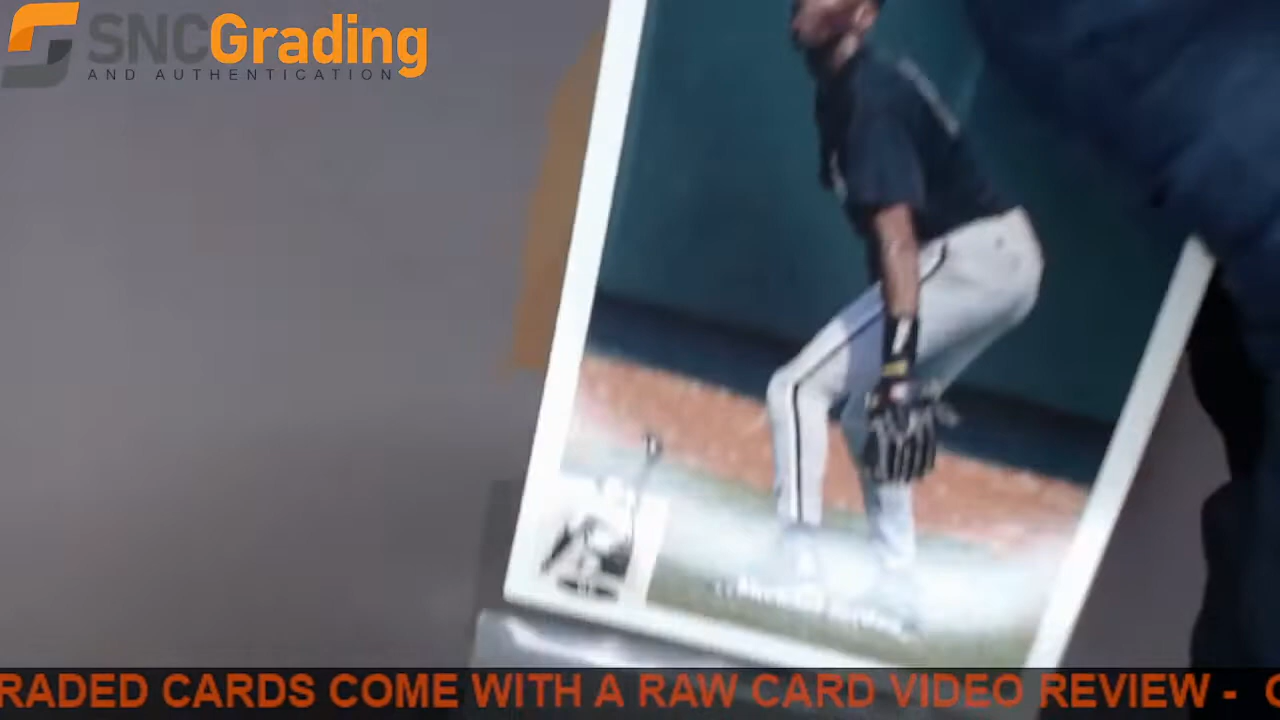 SNCGrading
AND AUTHENTICATION
RADED CARDS COME WITH A RAW CARD VIDEO REVIEW -